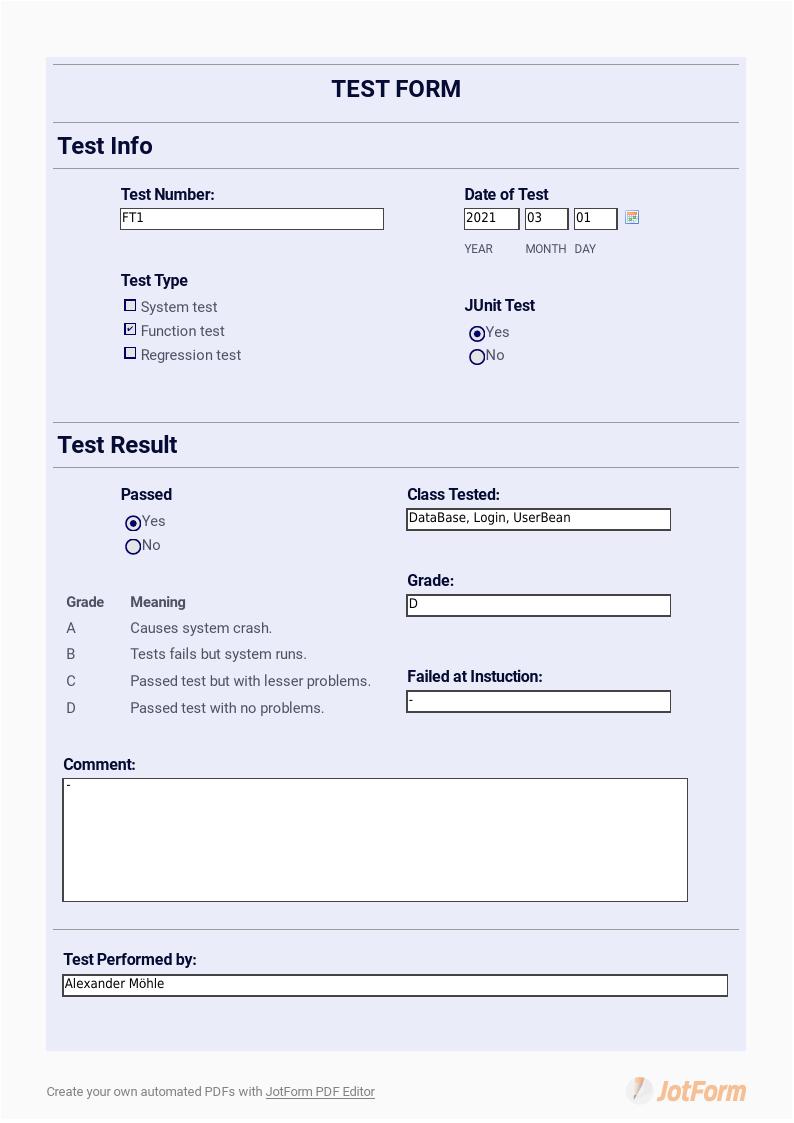 TEST FORM
Test Info
Test Number:
FT1
Date of Test
2021 03 01
YEAR MONTH DAY
Test Type
System test
Function test
Regression test
JUnit Test
Yes
No
Test Result
Passed
Yes
No
Class Tested:
DataBase, Login, UserBean
Grade:
D
Grade Meaning
A Causes system crash.
B Tests fails but system runs.
C Passed test but with lesser problems.
D Passed test with no problems.
Failed at Instuction:
-
Comment:
-
Test Performed by:
Alexander Möhle
Create your own automated PDFs with JotForm PDF Editor
JotForm